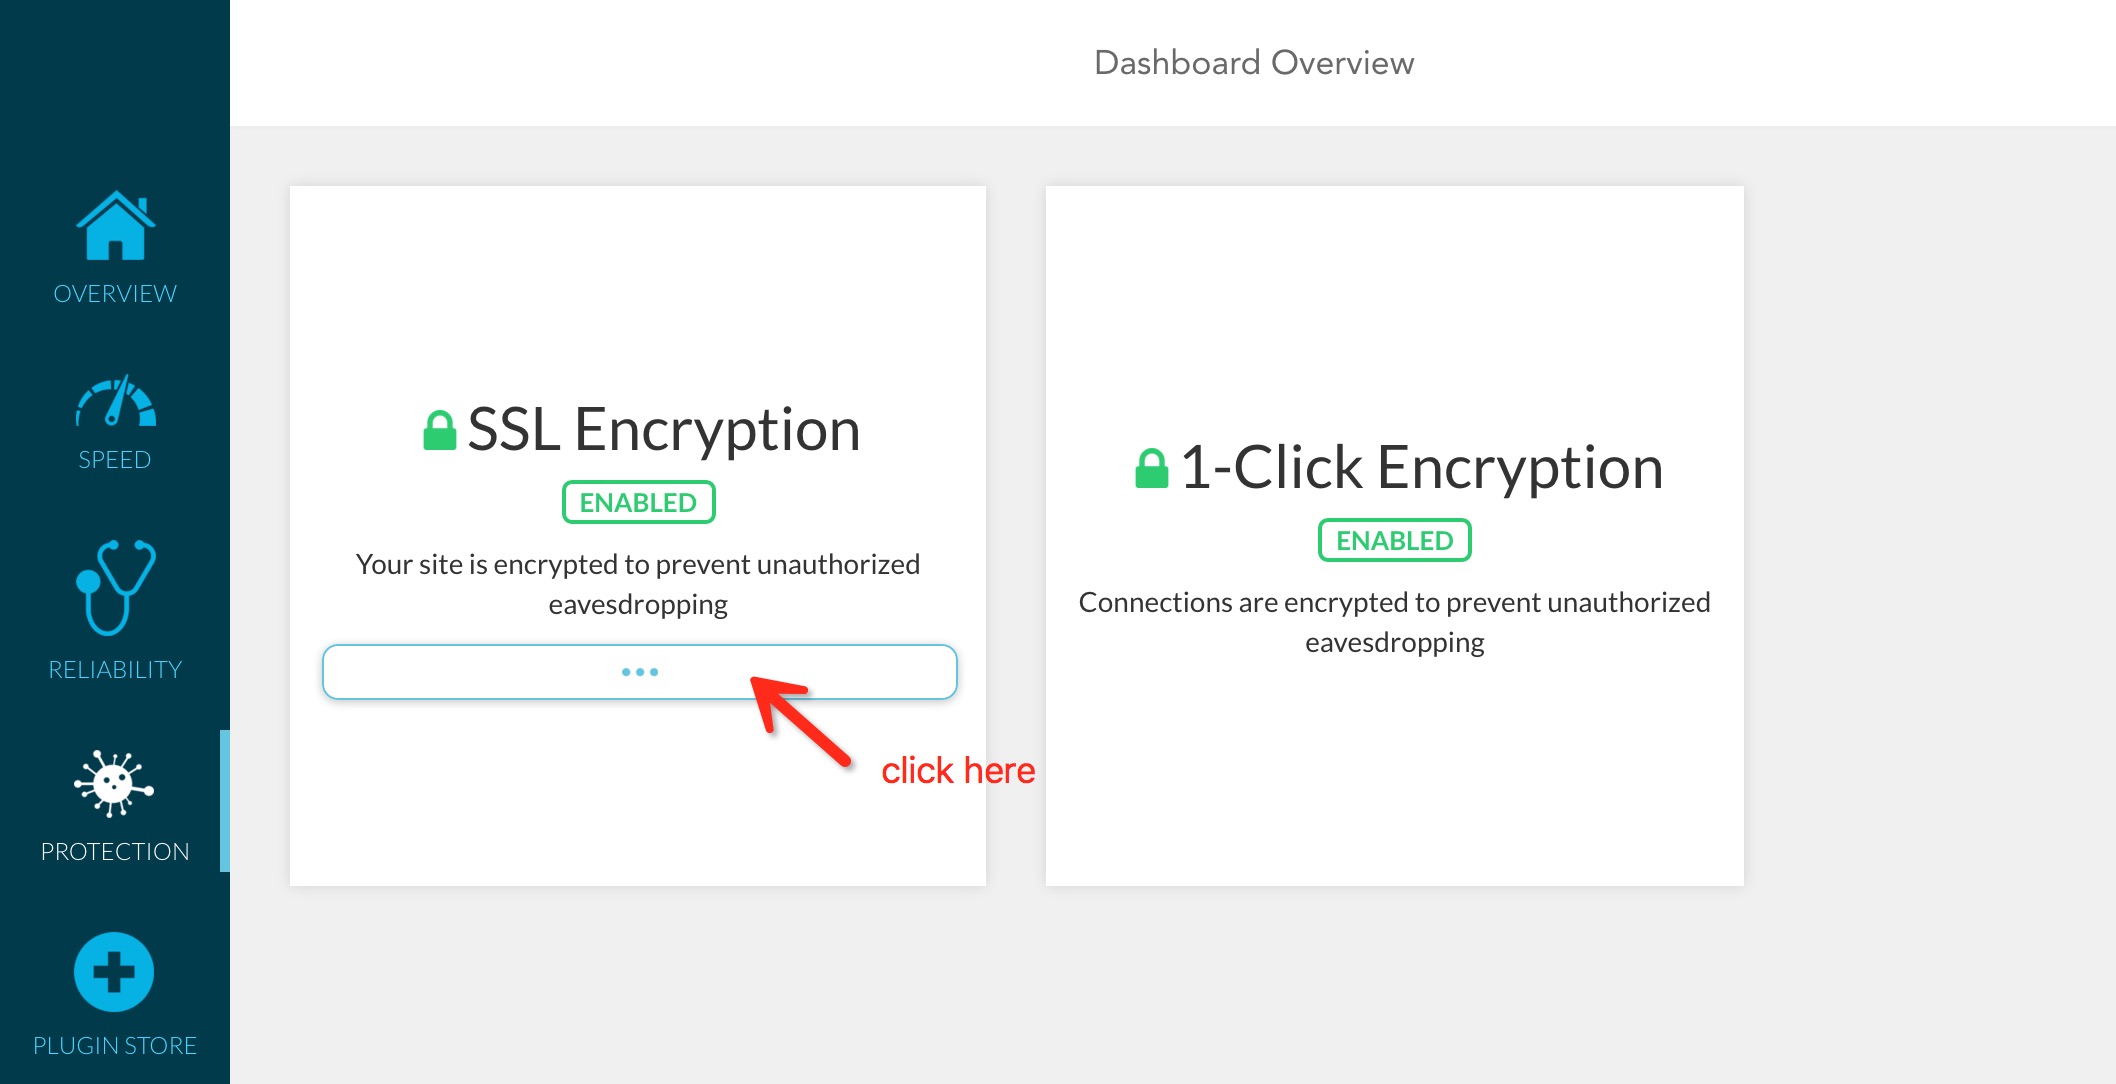 Dashboard Overview
OVERVIEW
SPEED
RELIABILITY
PROTECTION
PLUGIN STORE
SSL Encryption
ENABLED
Your site is encrypted to prevent unauthorized
eavesdropping
•••
click here
1-Click Encryption
ENABLED
Connections are encrypted to prevent unauthorized
eavesdropping